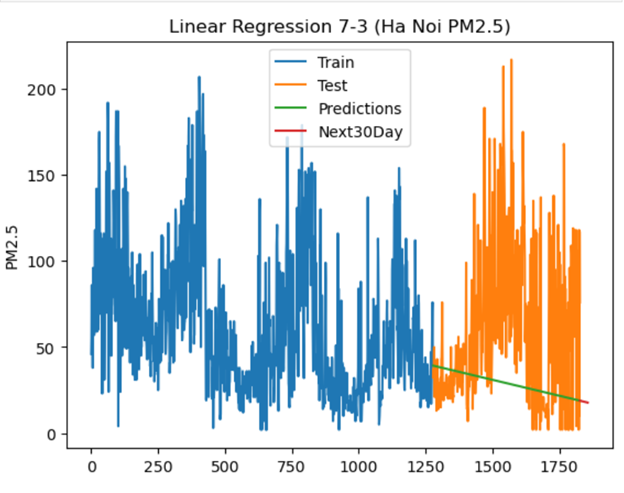 Linear Regression 7-3 (Ha Noi PM2.5)
Train
Test
Predictions
Next30Day
PM2.5
200
150
100
50
0
0 250 500 750 1000 1250 1500 1750